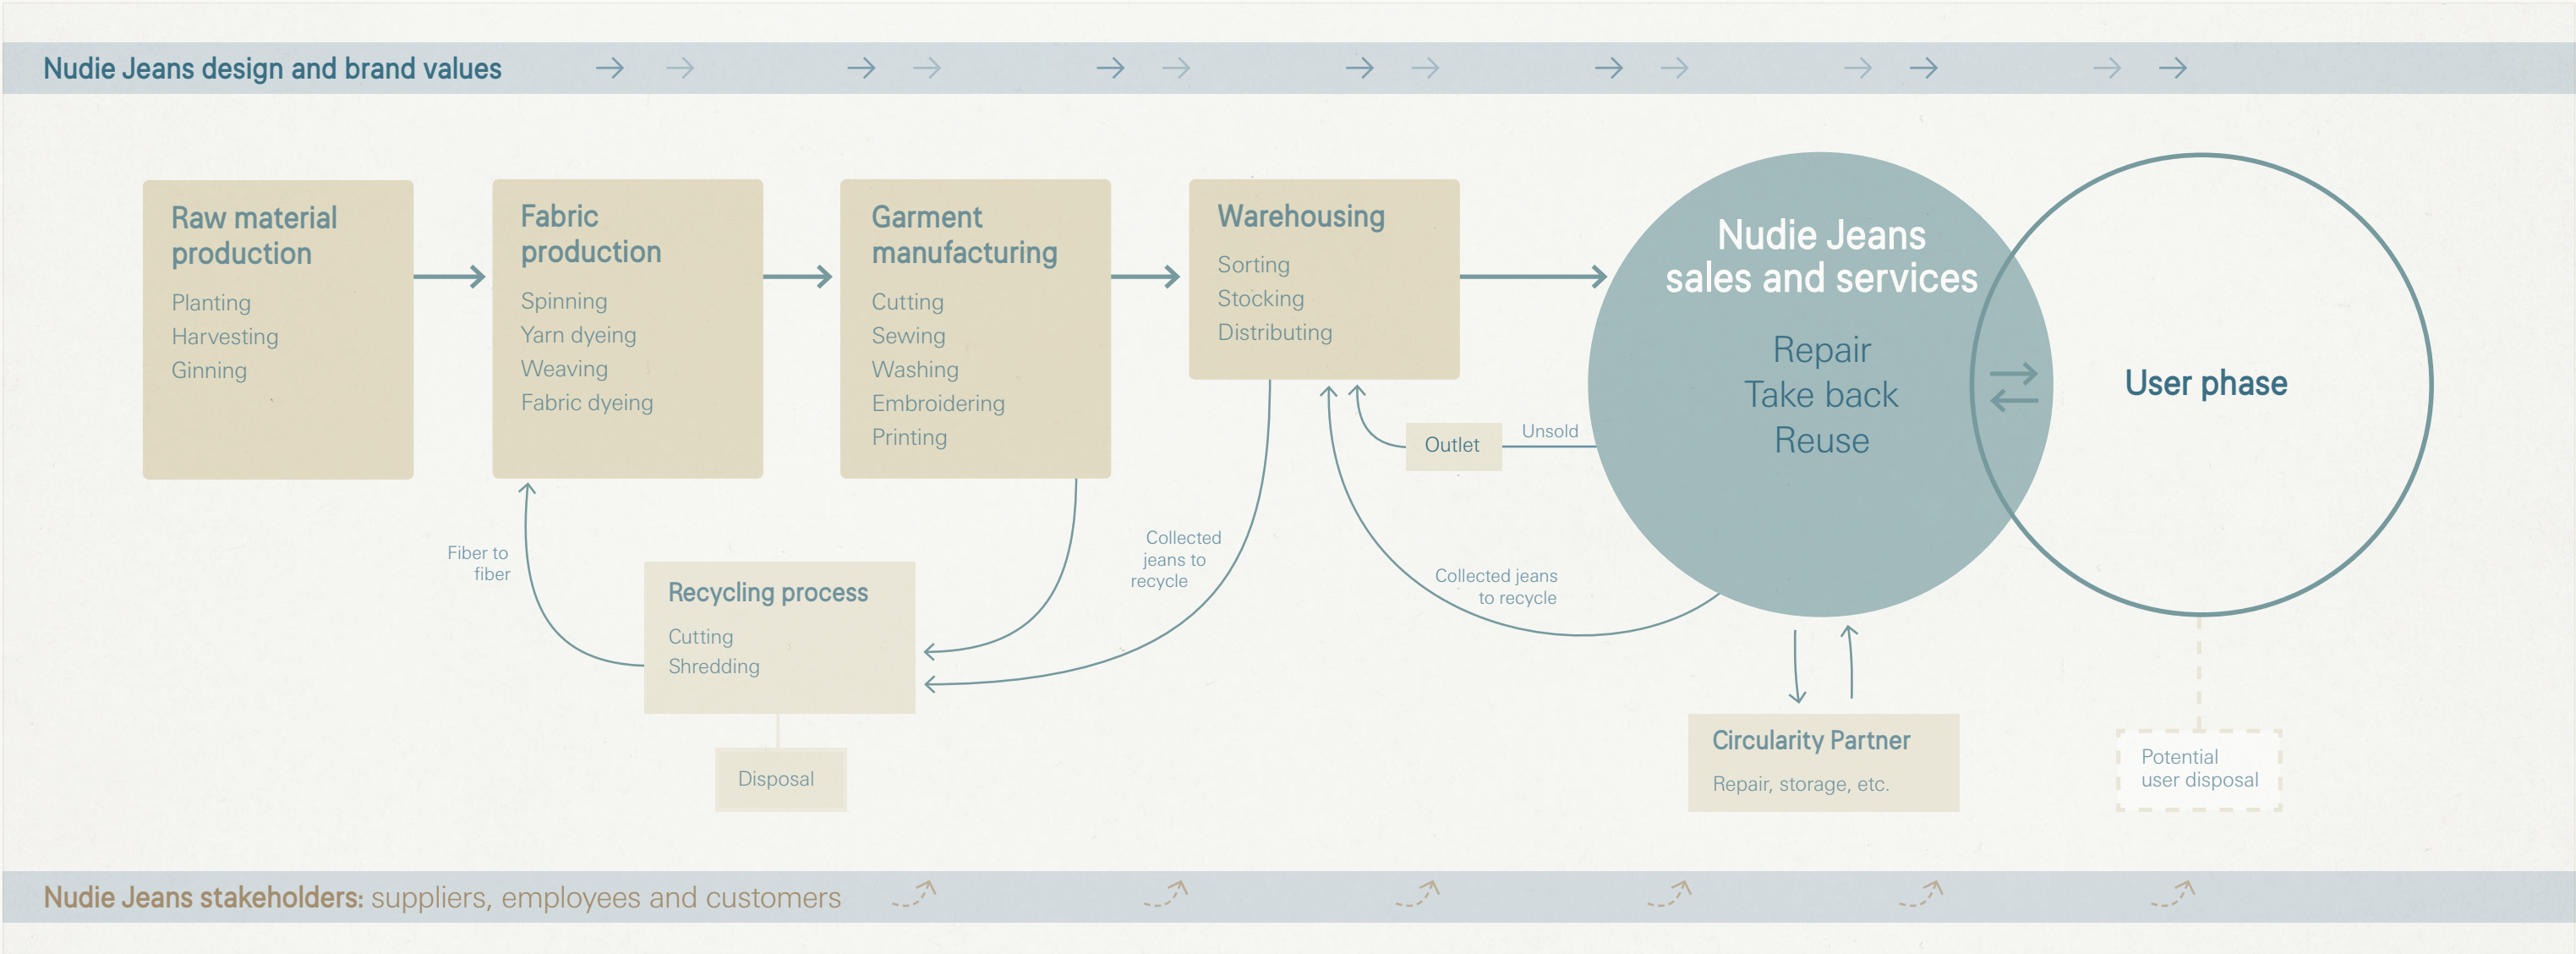 Nudie Jeans design and brand values
Raw material
production
Planting
Harvesting
Ginning
Fabric
production
Spinning
Yarn dyeing
Weaving
Fabric dyeing
Garment
manufacturing
Cutting
Sewing
Washing
Embroidering
Printing
Warehousing
Sorting
Stocking
Distributing
Nudie Jeans
sales and services
Repair
Take back
Reuse
User phase
Outlet
Unsold
Fiber to
fiber
Recycling process
Cutting
Shredding
Collected
jeans to
recycle
Collected jeans
to recycle
Disposal
Circularity Partner
Repair, storage, etc.
Potential
user disposal
Nudie Jeans stakeholders: suppliers, employees and customers